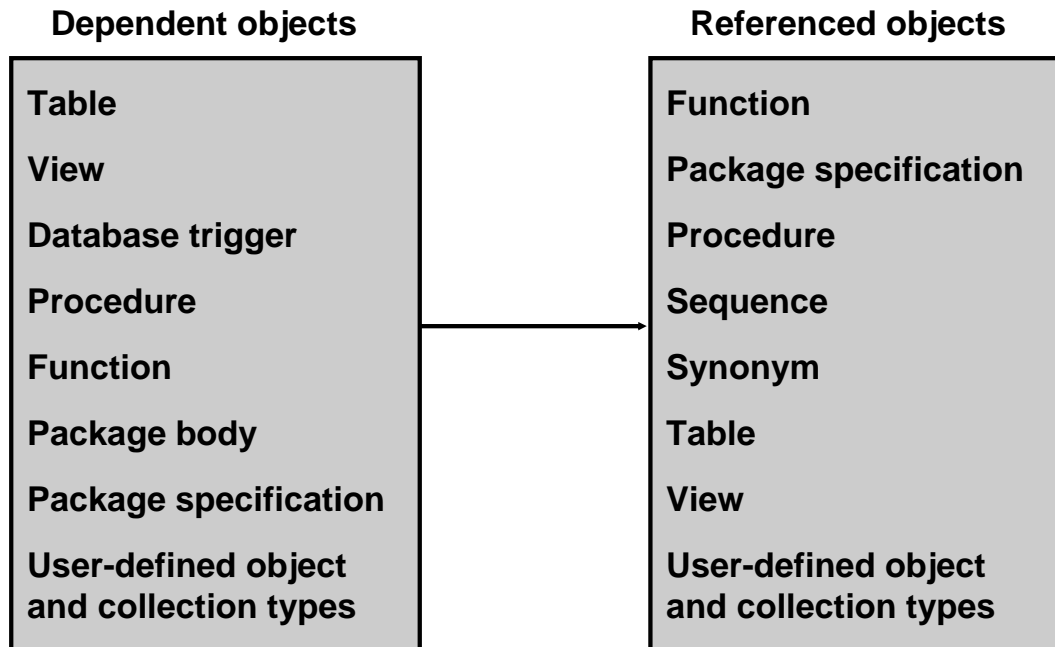 Dependent objects
Table
View
Database trigger
Procedure
Function
Package body
Package specification
User-defined object
and collection types
Referenced objects
Function
Package specification
Procedure
Sequence
Synonym
Table
View
User-defined object
and collection types